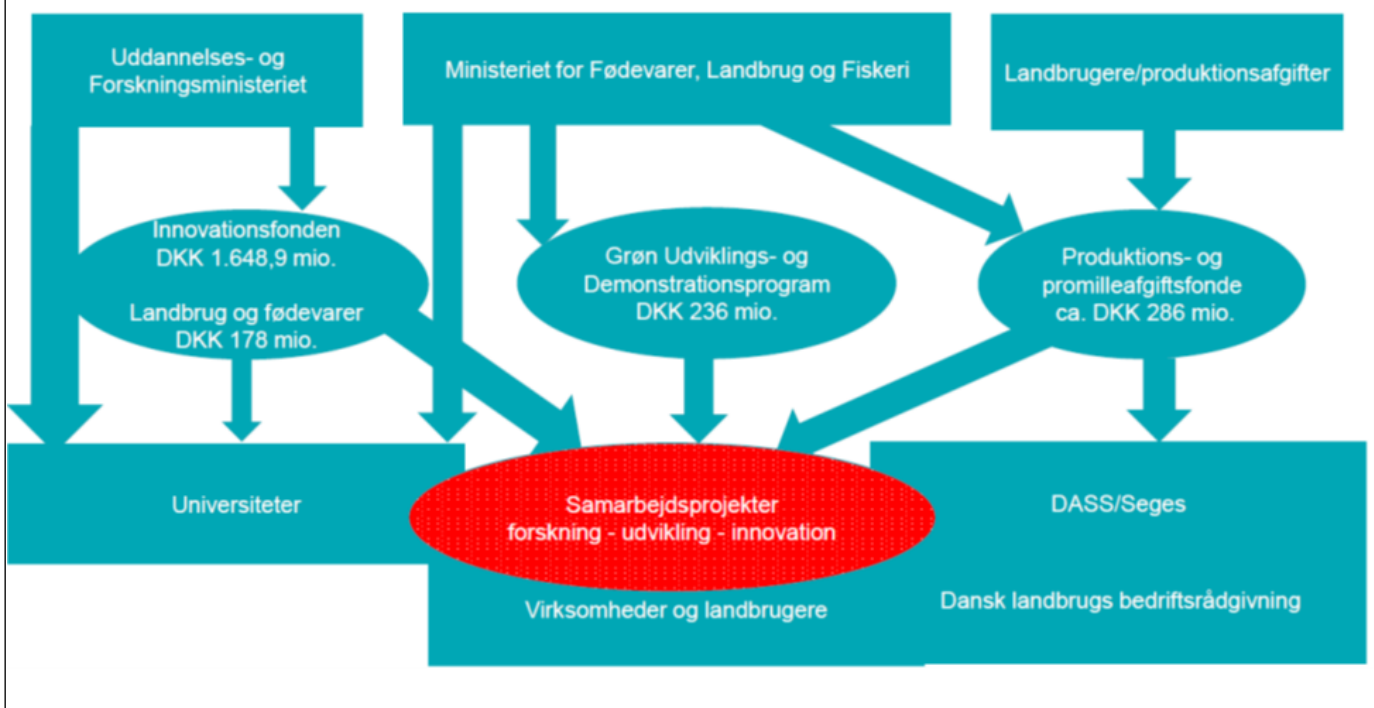 Uddannelses- og
Forskningsministeriet
Ministeriet for Fødevarer, Landbrug og Fiskeri
Landbrugere/produktionsafgifter
Innovationsfonden
DKK 1.648,9 mio.
Landbrug og fødevarer
DKK 178 mio.
Grøn Udviklings- og
Demonstrationsprogram
DKK 236 mio.
Produktions- og
promilleafgiftsfonde
ca. DKK 286 mio.
Universiteter
Samarbejdsprojekter
forskning - udvikling - innovation
DASS/Seges
Virksomheder og landbrugere
Dansk landbrugs bedriftsrådgivning